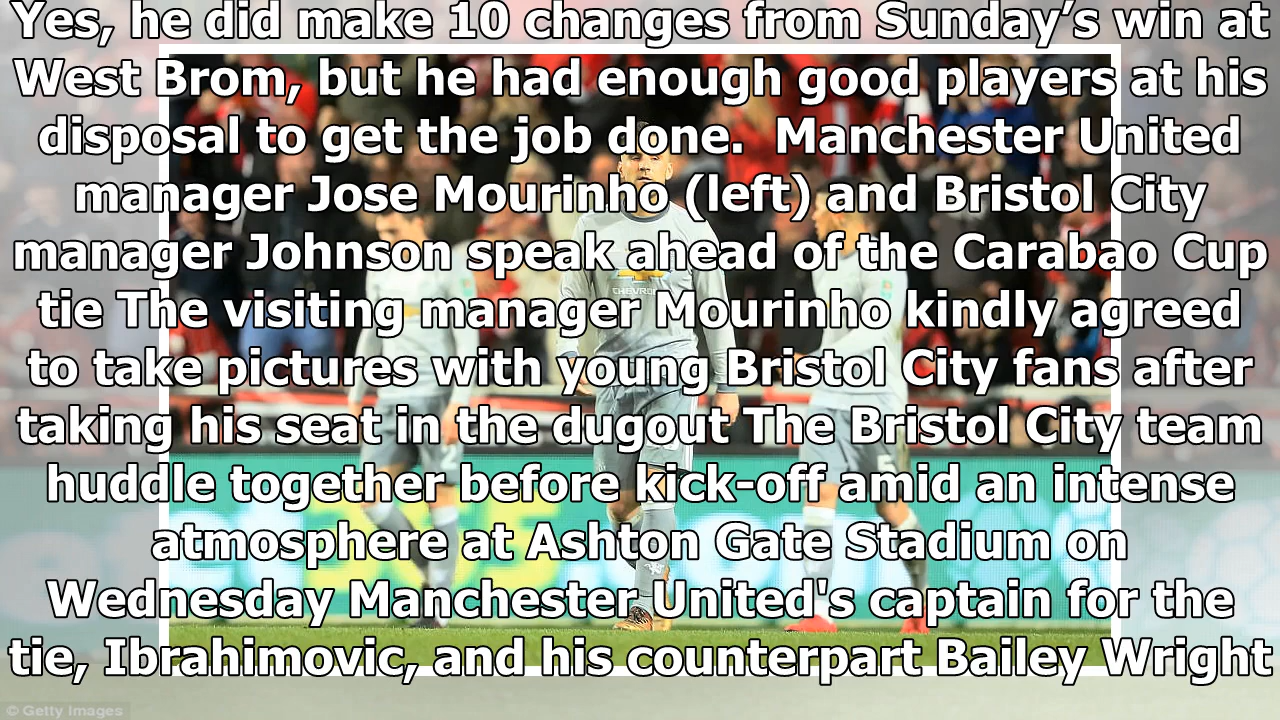 Yes, he did make 10 changes from Sunday’s win at
West Brom, but he had enough good players at his
disposal to get the job done.  Manchester United
manager Jose Mourinho (left) and Bristol City
manager Johnson speak ahead of the Carabao Cup
tie The visiting manager Mourinho kindly agreed
to take pictures with young Bristol City fans after
taking his seat in the dugout The Bristol City team
huddle together before kick-off amid an intense
atmosphere at Ashton Gate Stadium on
Wednesday Manchester United's captain for the
tie, Ibrahimovic, and his counterpart Bailey Wright
CHEVROLET
© Getty Images